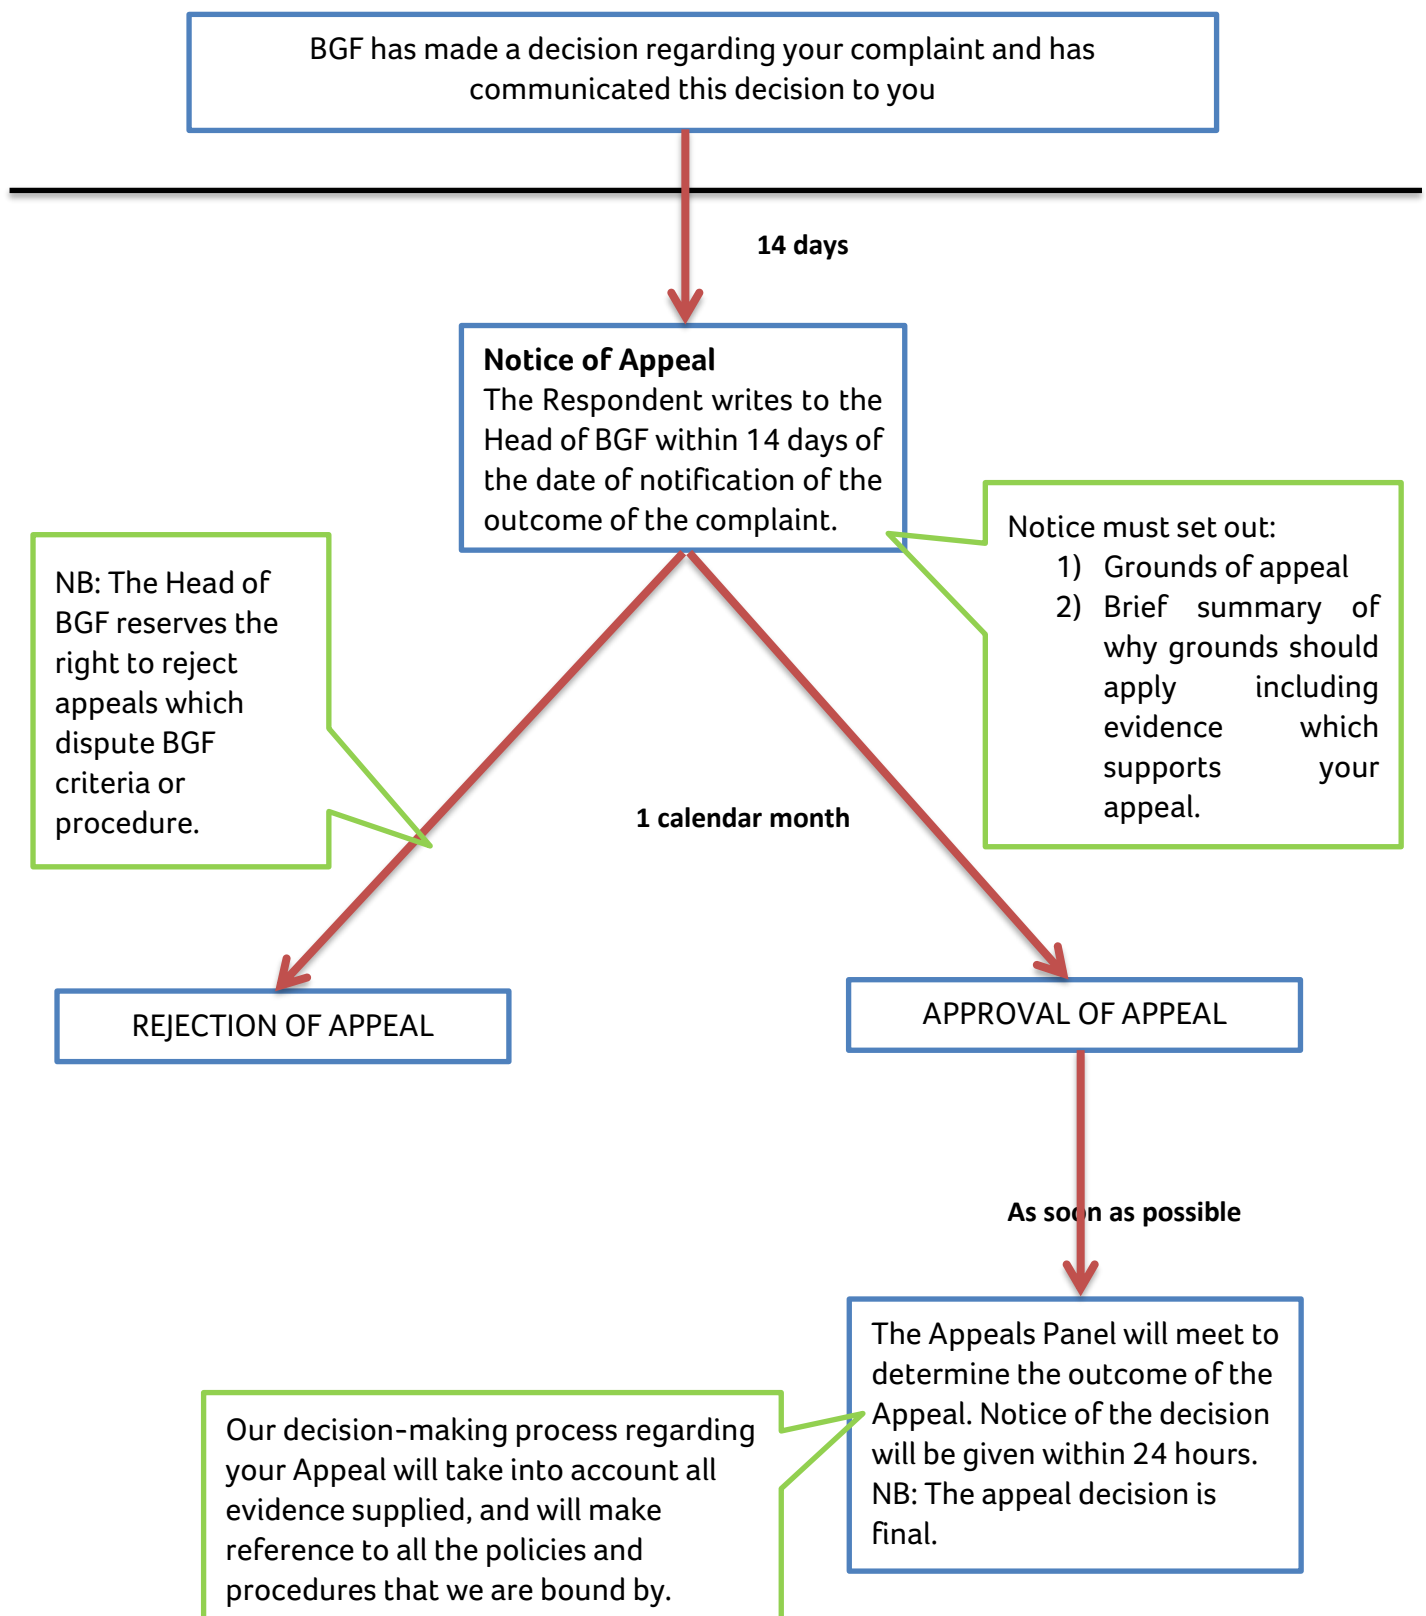 BGF has made a decision regarding your complaint and has
communicated this decision to you
14 days
Notice of Appeal
The Respondent writes to the
Head of BGF within 14 days of
the date of notification of the
outcome of the complaint.
Notice must set out:
1) Grounds of appeal
2) Brief summary of
why grounds should
apply including
evidence which
supports your
appeal.
NB: The Head of
BGF reserves the
right to reject
appeals which
dispute BGF
criteria or
procedure.
1 calendar month
REJECTION OF APPEAL
APPROVAL OF APPEAL
As soon as possible
The Appeals Panel will meet to
determine the outcome of the
Appeal. Notice of the decision
will be given within 24 hours.
NB: The appeal decision is
final.
Our decision-making process regarding
your Appeal will take into account all
evidence supplied, and will make
reference to all the policies and
procedures that we are bound by.